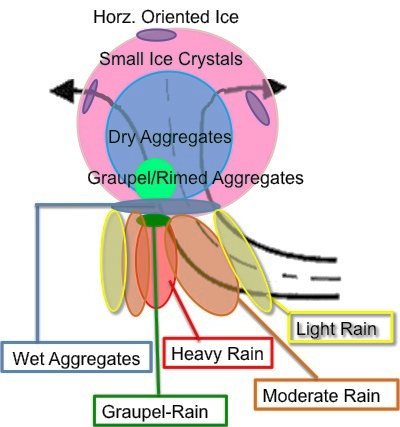 Horz. Oriented Ice
Small Ice Crystals
Dry Aggregates
Graupel/Rimed Aggregates
Light Rain
Wet Aggregates
Heavy Rain
Moderate Rain
Graupel-Rain